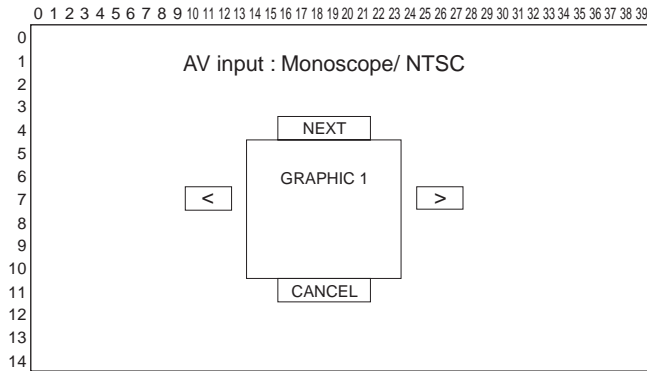 0 1 2 3 4 5 6 7 8 9 10 11 12 13 14 15 16 17 18 19 20 21 22 23 24 25 26 27 28 29 30 31 32 33 34 35 36 37 38 39
0
1 AV input : Monoscope/ NTSC
2
3
4 NEXT
5
6 GRAPHIC 1
7 < >
8
9
10
11 CANCEL
12
13
14